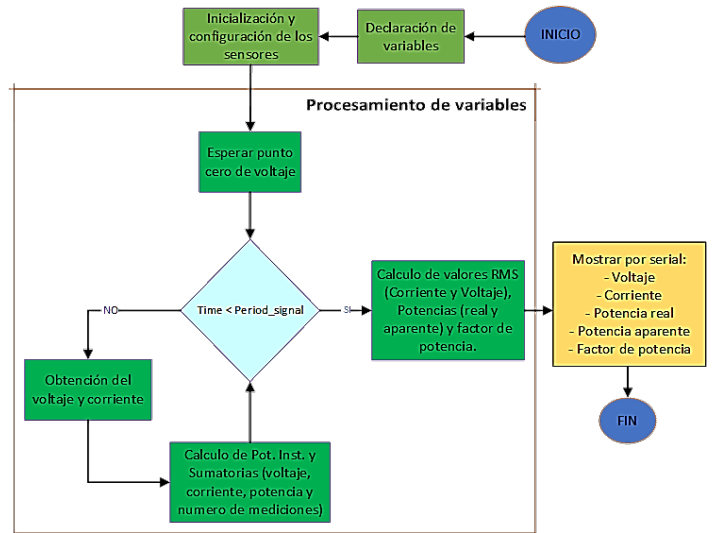 INICIO
Declaración de
variables
Inicialización y
configuración de los
sensores
Procesamiento de variables
Esperar punto
cero de voltaje
Time < Period_signal
NO
SI
Obtención del
voltaje y corriente
Calculo de Pot. Inst. y
Sumatorias (voltaje,
corriente, potencia y
numero de mediciones)
Calculo de valores RMS
(Corriente y Voltaje),
Potencias (real y
aparente) y factor de
potencia.
Mostrar por serial:
- Voltaje
- Corriente
- Potencia real
- Potencia aparente
- Factor de potencia
FIN